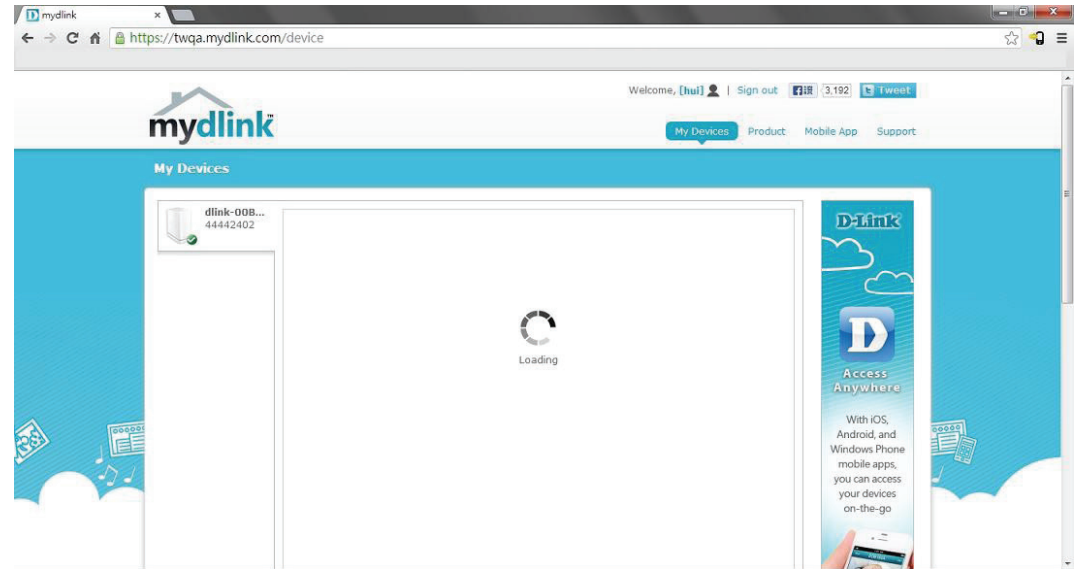 mydlink
https://twqa.mydlink.com/device
Welcome, [hui] | Sign out 讚 3,192 Tweet
mydlink
My Devices Product Mobile App Support
My Devices
dlink-00B...
44442402
Loading
D-Link
D
Access
Anywhere
With iOS,
Android, and
Windows Phone
mobile apps,
you can access
your devices
on-the-go